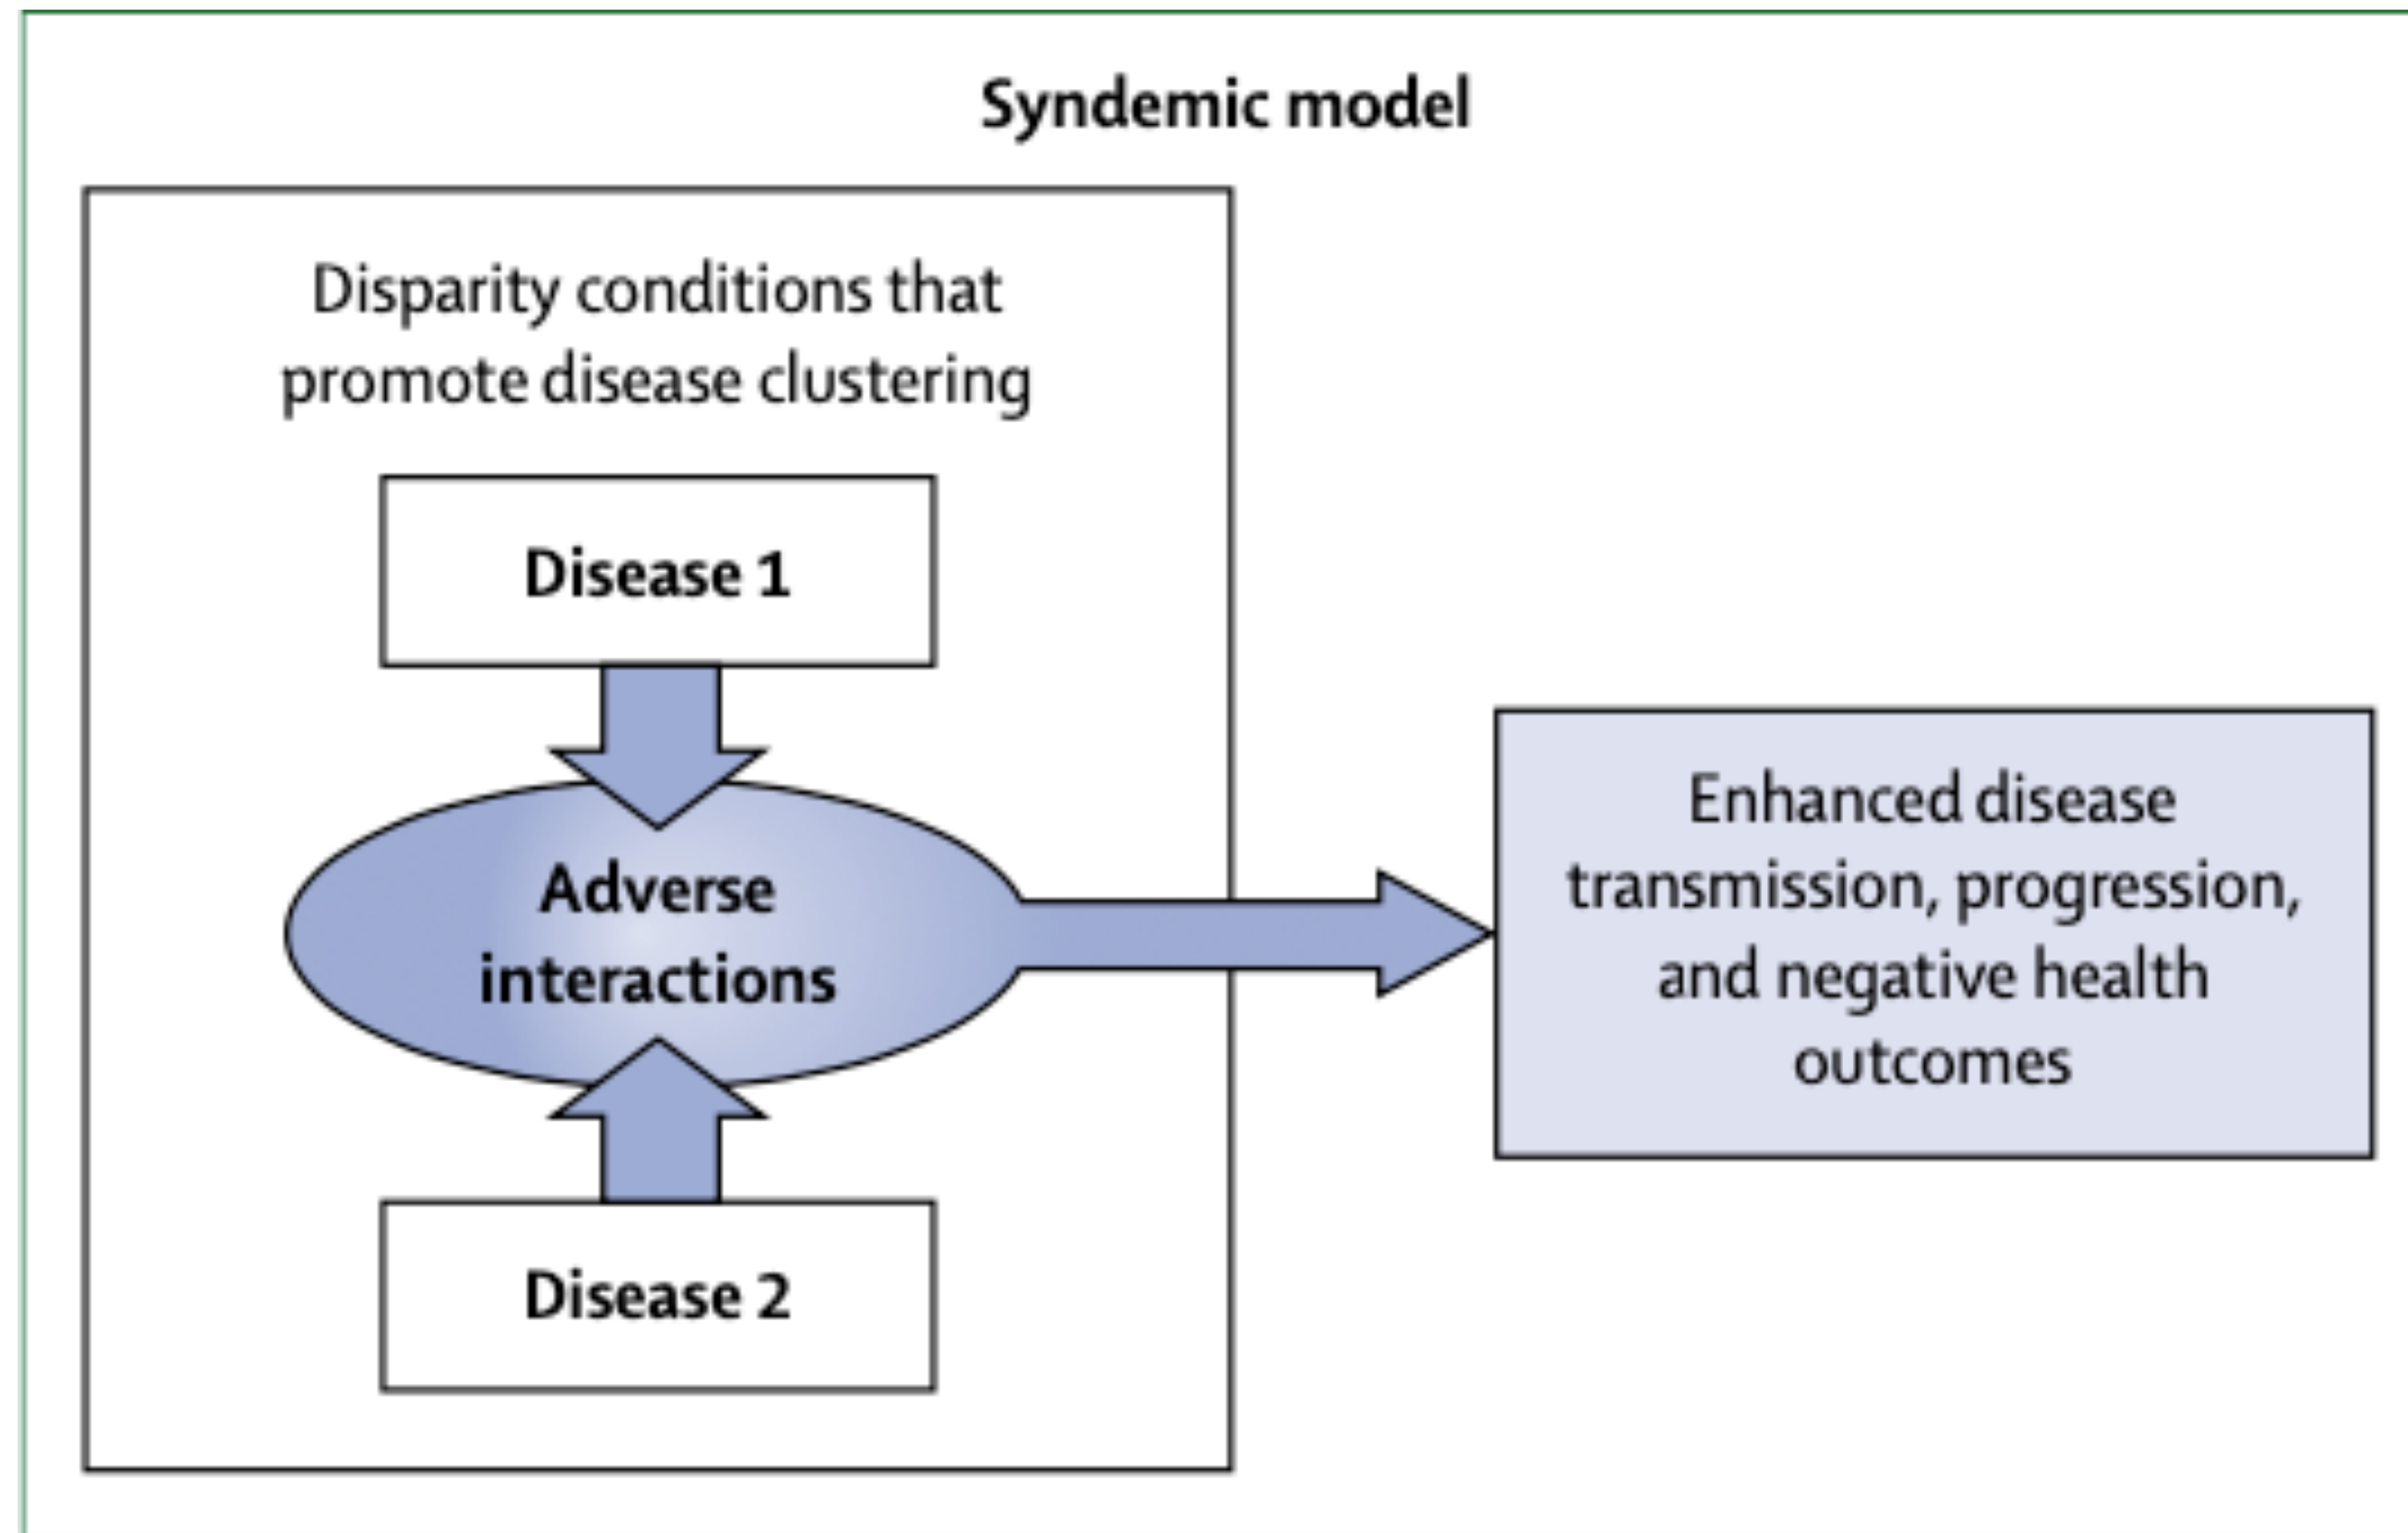 Syndemic model
Disparity conditions that
promote disease clustering
Disease 1
Adverse
interactions
Disease 2
Enhanced disease
transmission, progression,
and negative health
outcomes